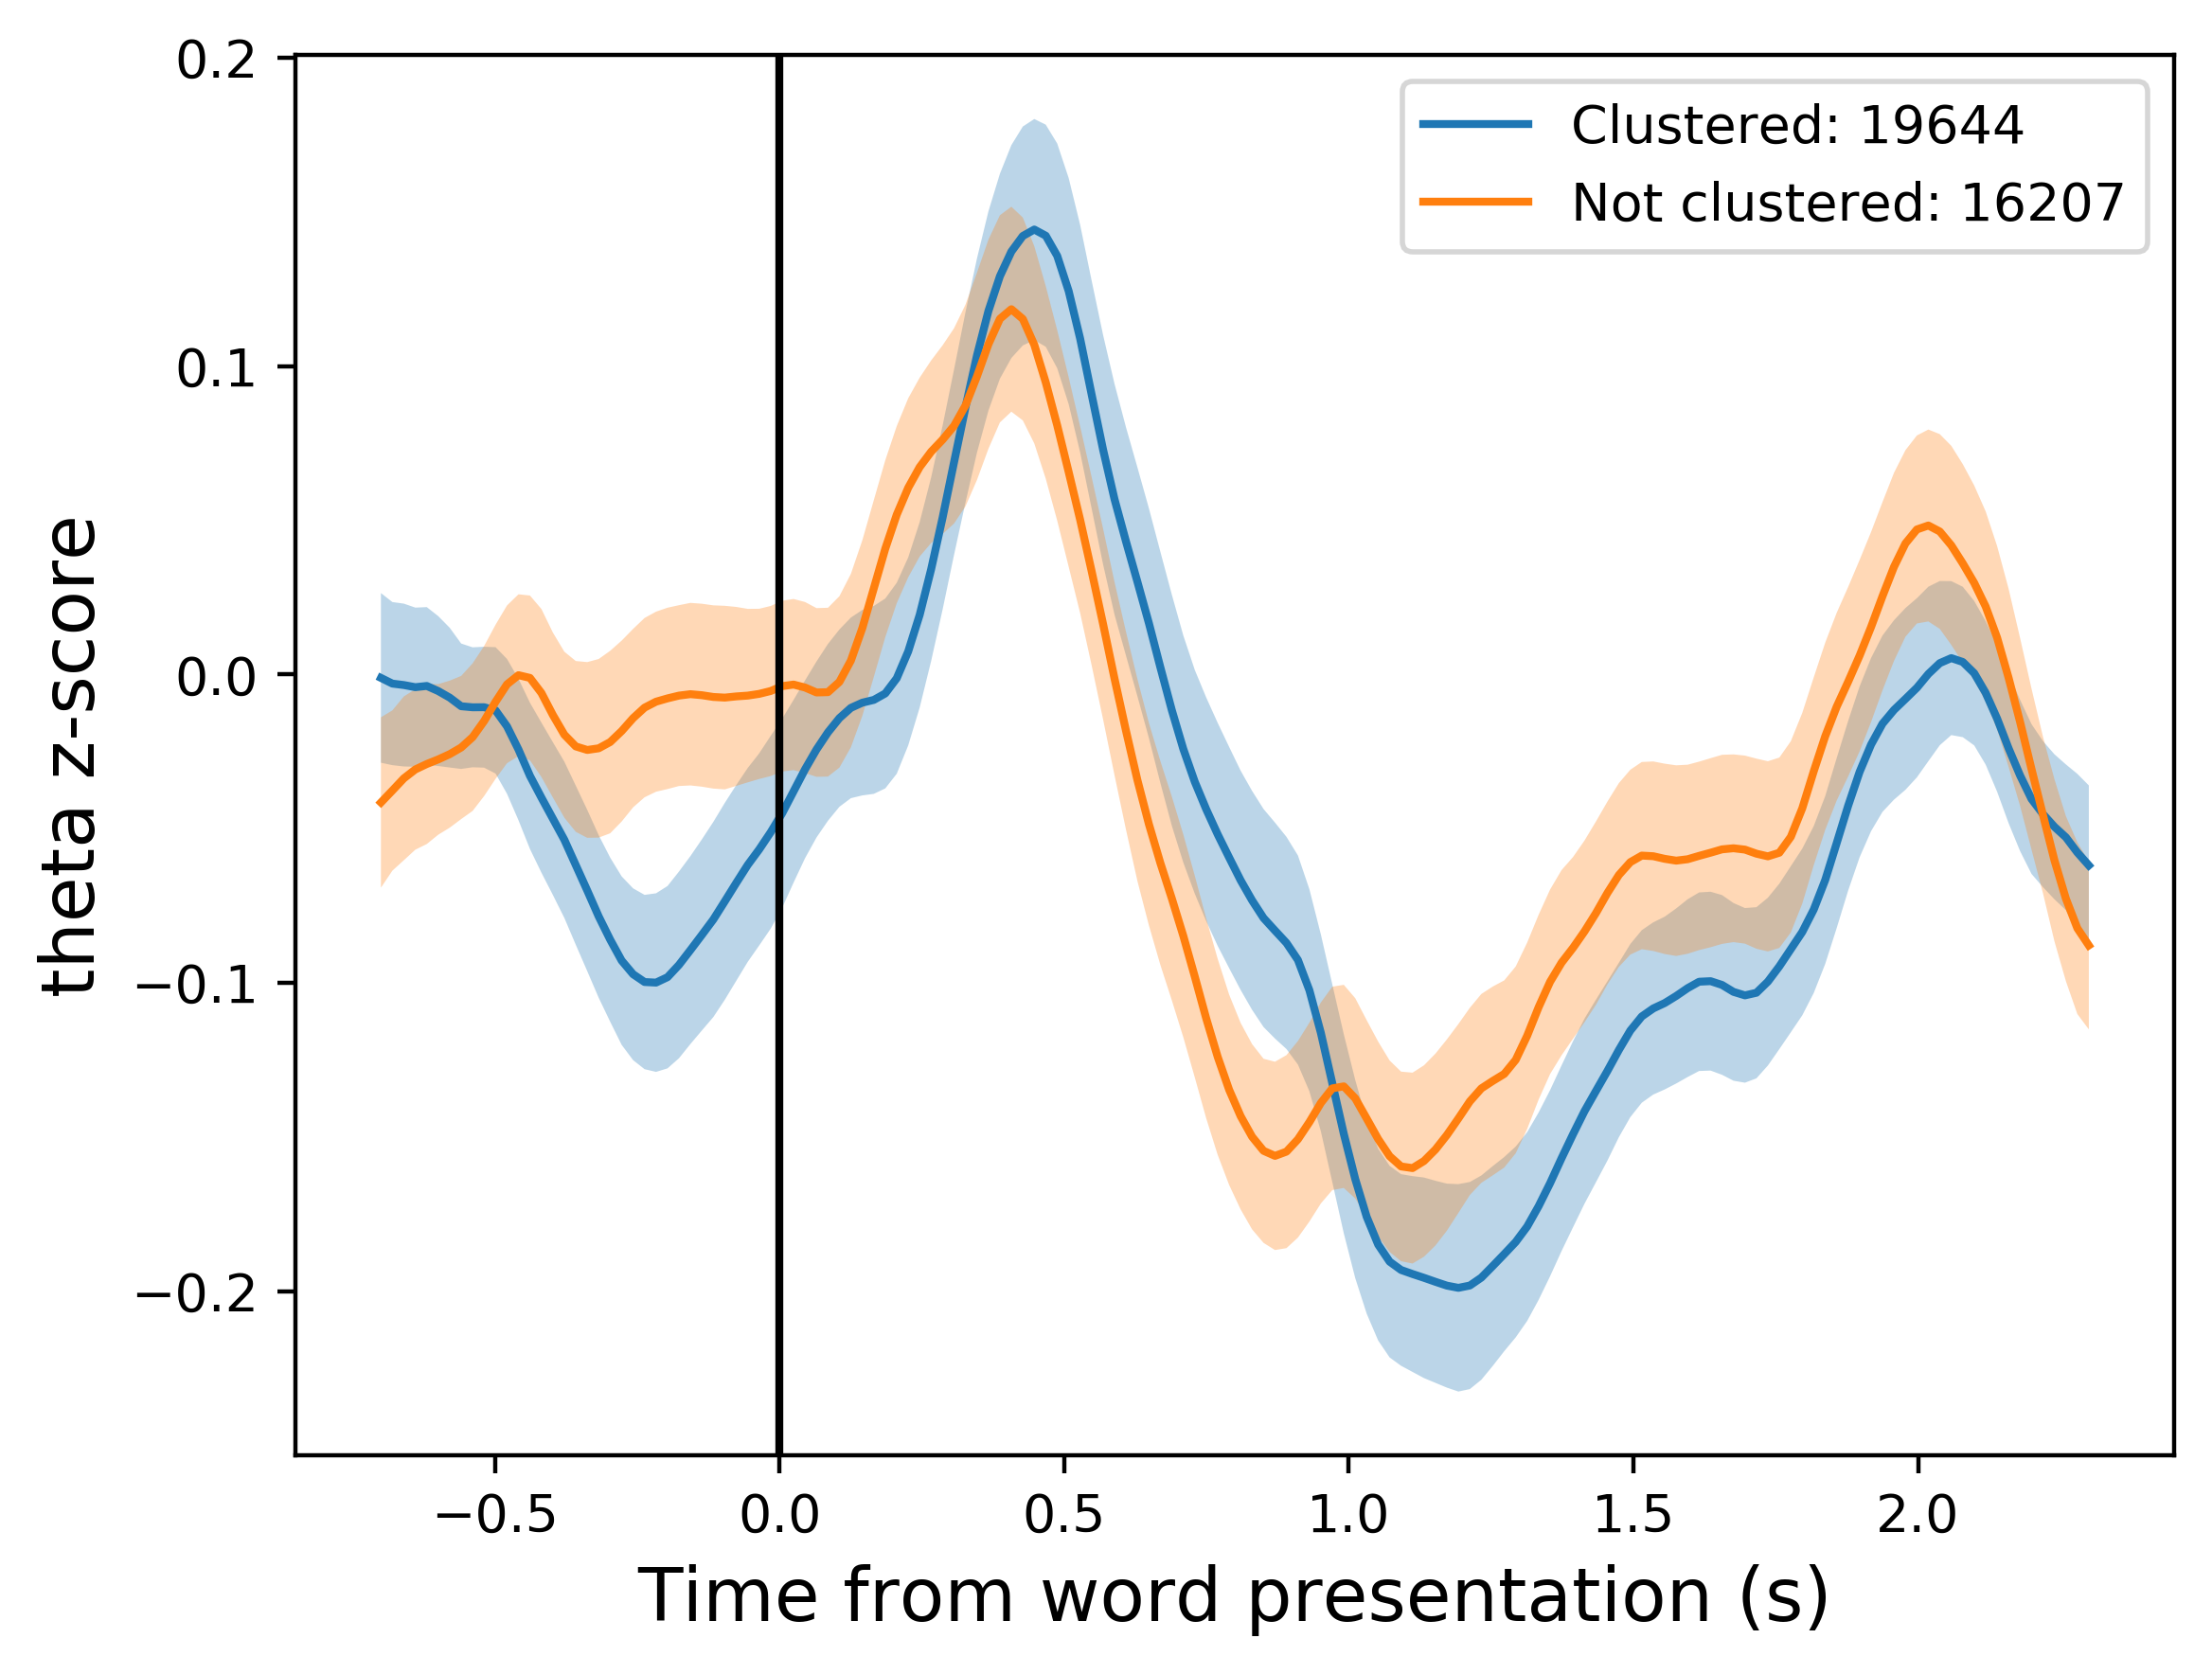 0.2
0.1
0.0
−0.1
−0.2
theta z-score
Clustered: 19644
Not clustered: 16207
−0.5 0.0 0.5 1.0 1.5 2.0
Time from word presentation (s)